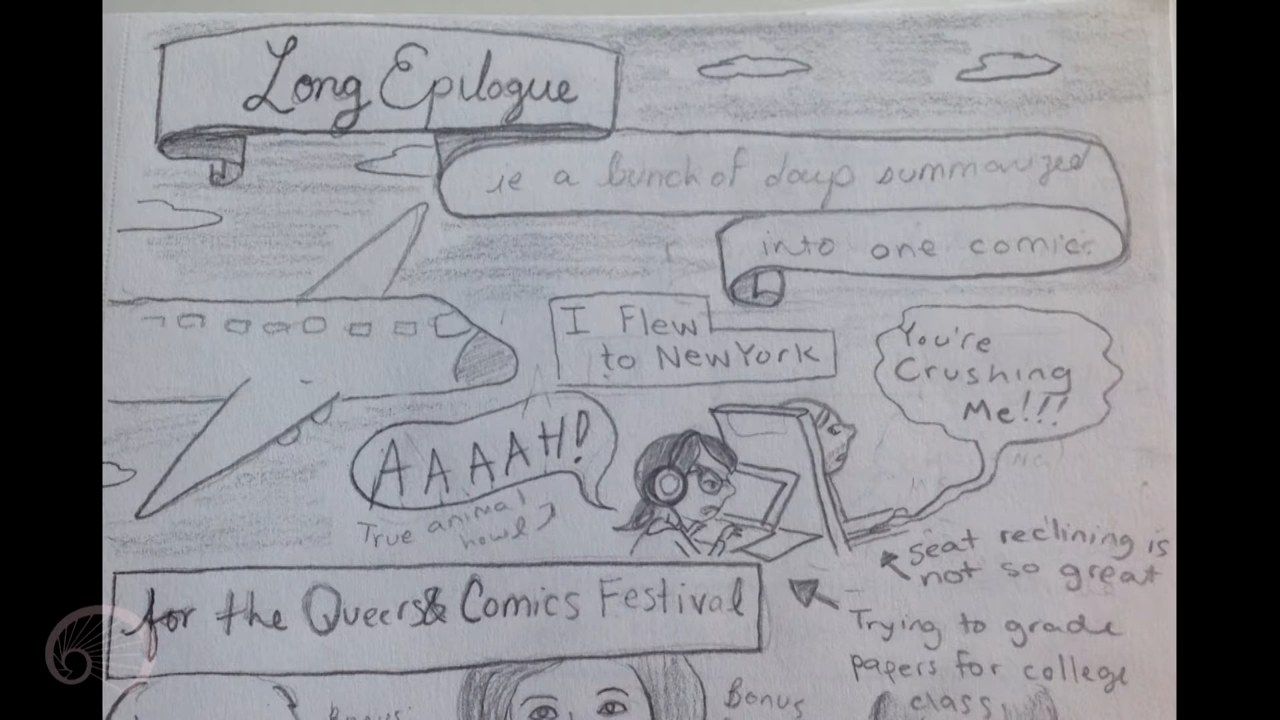 Long Epilogue
ie a bunch of days summarized
into one comic.
I Flew
to New York
You're
Crushing
Me!!!
AAAAH!
True animal
howl
seat reclining is
not so great
for the Queers & Comics Festival
Trying to grade
papers for college
class
Bonus
Bonus